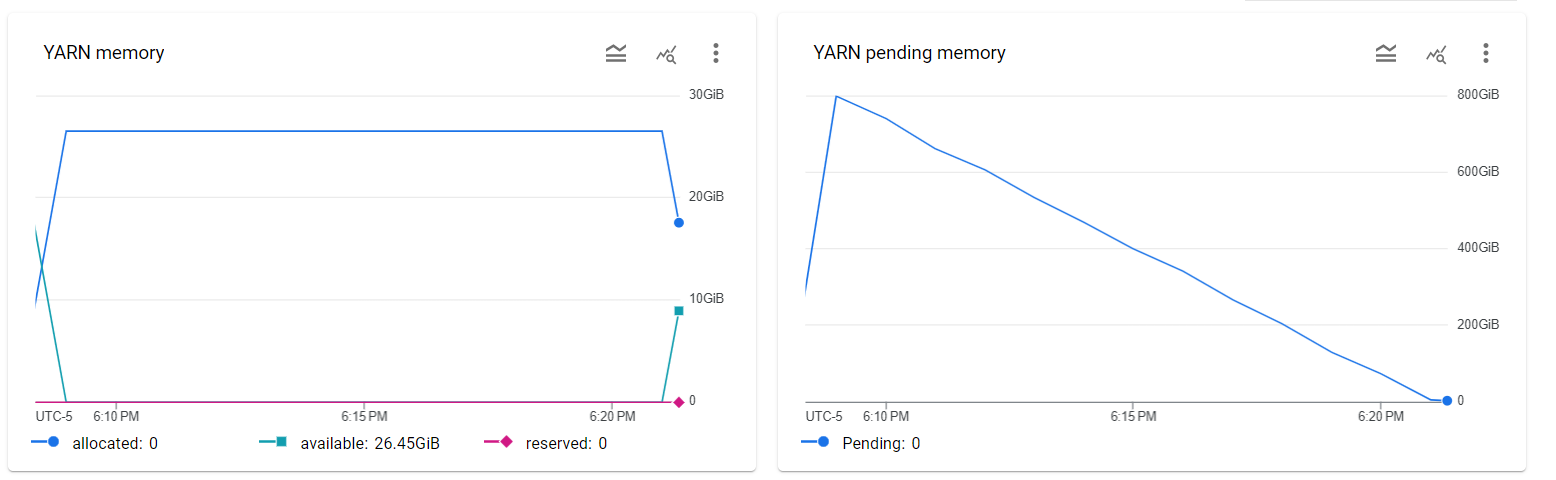 YARN memory
30GiB
20GiB
10GiB
0
UTC-5 6:10 PM 6:15 PM 6:20 PM
allocated: 0 available: 26.45GiB reserved: 0
YARN pending memory
800GiB
600GiB
400GiB
200GiB
0
UTC-5 6:10 PM 6:15 PM 6:20 PM
Pending: 0